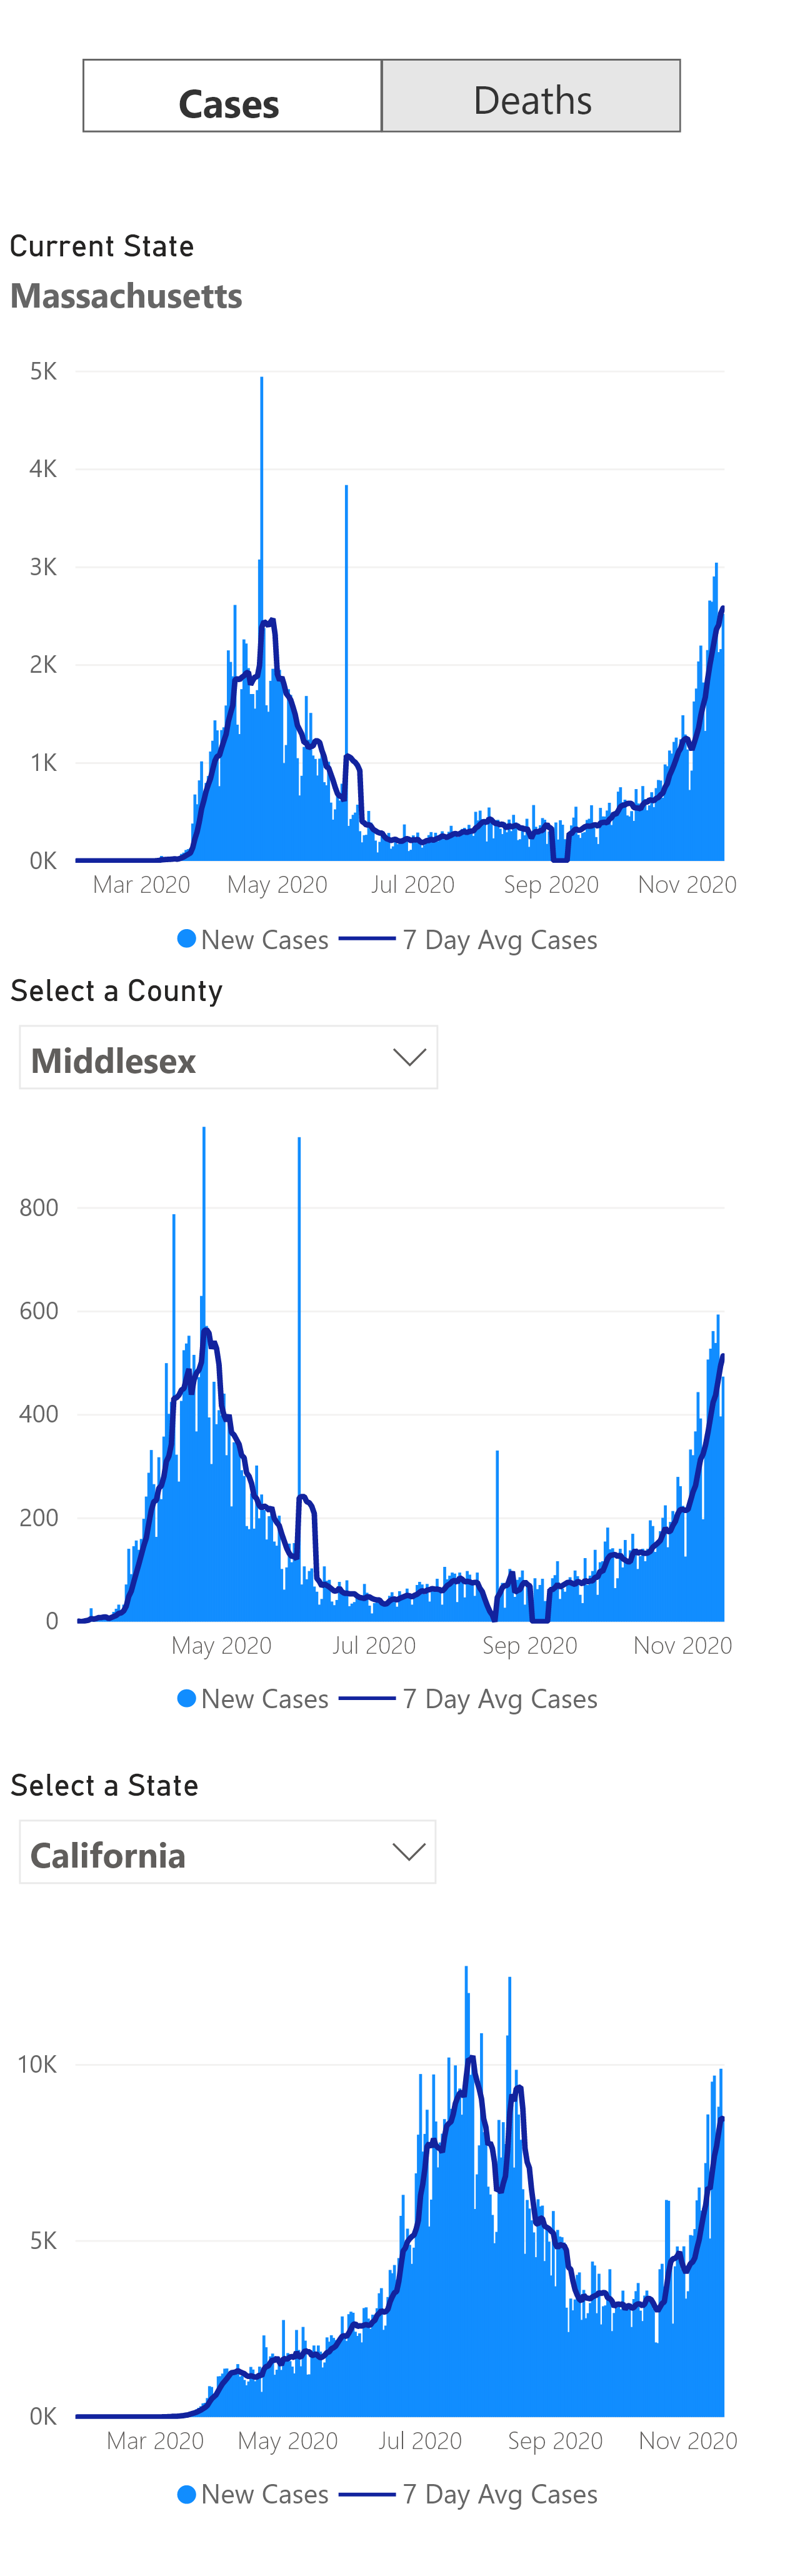 Cases Deaths
Current State
Massachusetts
5K
4K
3K
2K
1K
0K
Mar 2020 May 2020 Jul 2020 Sep 2020 Nov 2020
New Cases 7 Day Avg Cases
Select a County
Middlesex
800
600
400
200
0
May 2020 Jul 2020 Sep 2020 Nov 2020
New Cases 7 Day Avg Cases
Select a State
California
10K
5K
0K
Mar 2020 May 2020 Jul 2020 Sep 2020 Nov 2020
New Cases 7 Day Avg Cases